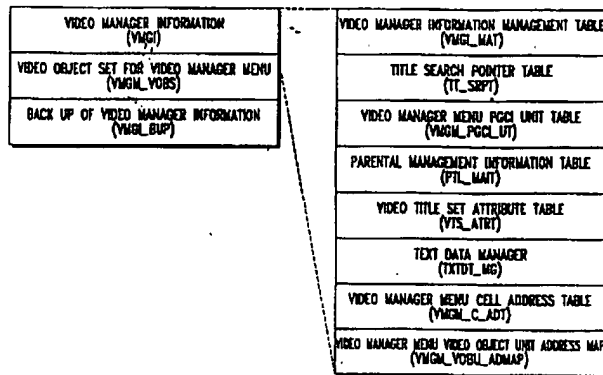 VIDEO MANAGER INFORMATION
(VMGI)
VIDEO OBJECT SET FOR VIDEO MANAGER MENU
(VMGM_VOBS)
BACK UP OF VIDEO MANAGER INFORMATION
(VMGI_BUP)
VIDEO MANAGER INFORMATION MANAGEMENT TABLE
(VMGI_MAT)
TITLE SEARCH POINTER TABLE
(TT_SRPT)
VIDEO MANAGER MENU PGCI UNIT TABLE
(VMGM_PGCI_UT)
PARENTAL MANAGEMENT INFORMATION TABLE
(PTL_MAIT)
VIDEO TITLE SET ATTRIBUTE TABLE
(VTS_ATRT)
TEXT DATA MANAGER
(TXTDT_MG)
VIDEO MANAGER MENU CELL ADDRESS TABLE
(VMGM_C_ADT)
VIDEO MANAGER MENU VIDEO OBJECT UNIT ADDRESS MAP
(VMGM_VOBU_ADMAP)